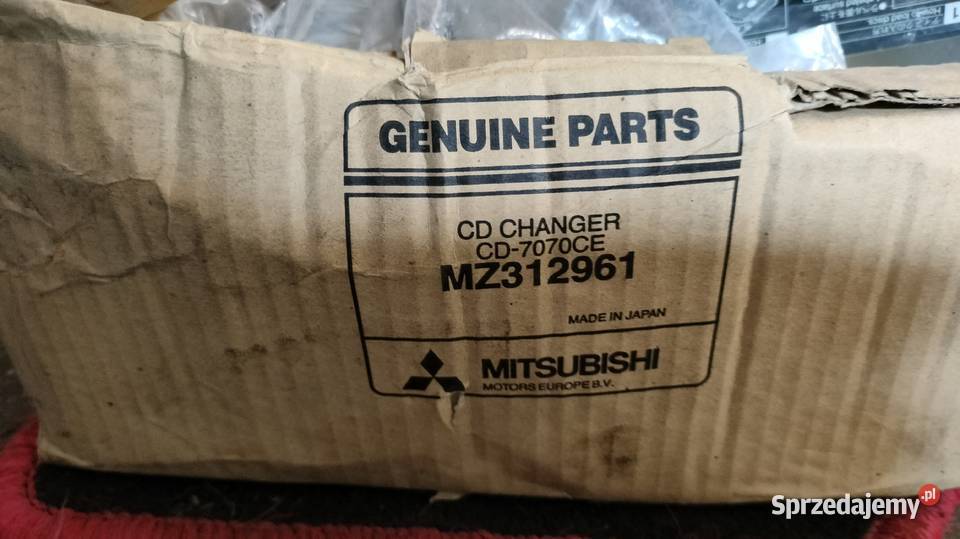 GENUINE PARTS
CD CHANGER
CD-7070CE
MZ312961
MADE IN JAPAN
MITSUBISHI
MOTORS EUROPE B.V.
Sprzedajemy.pl